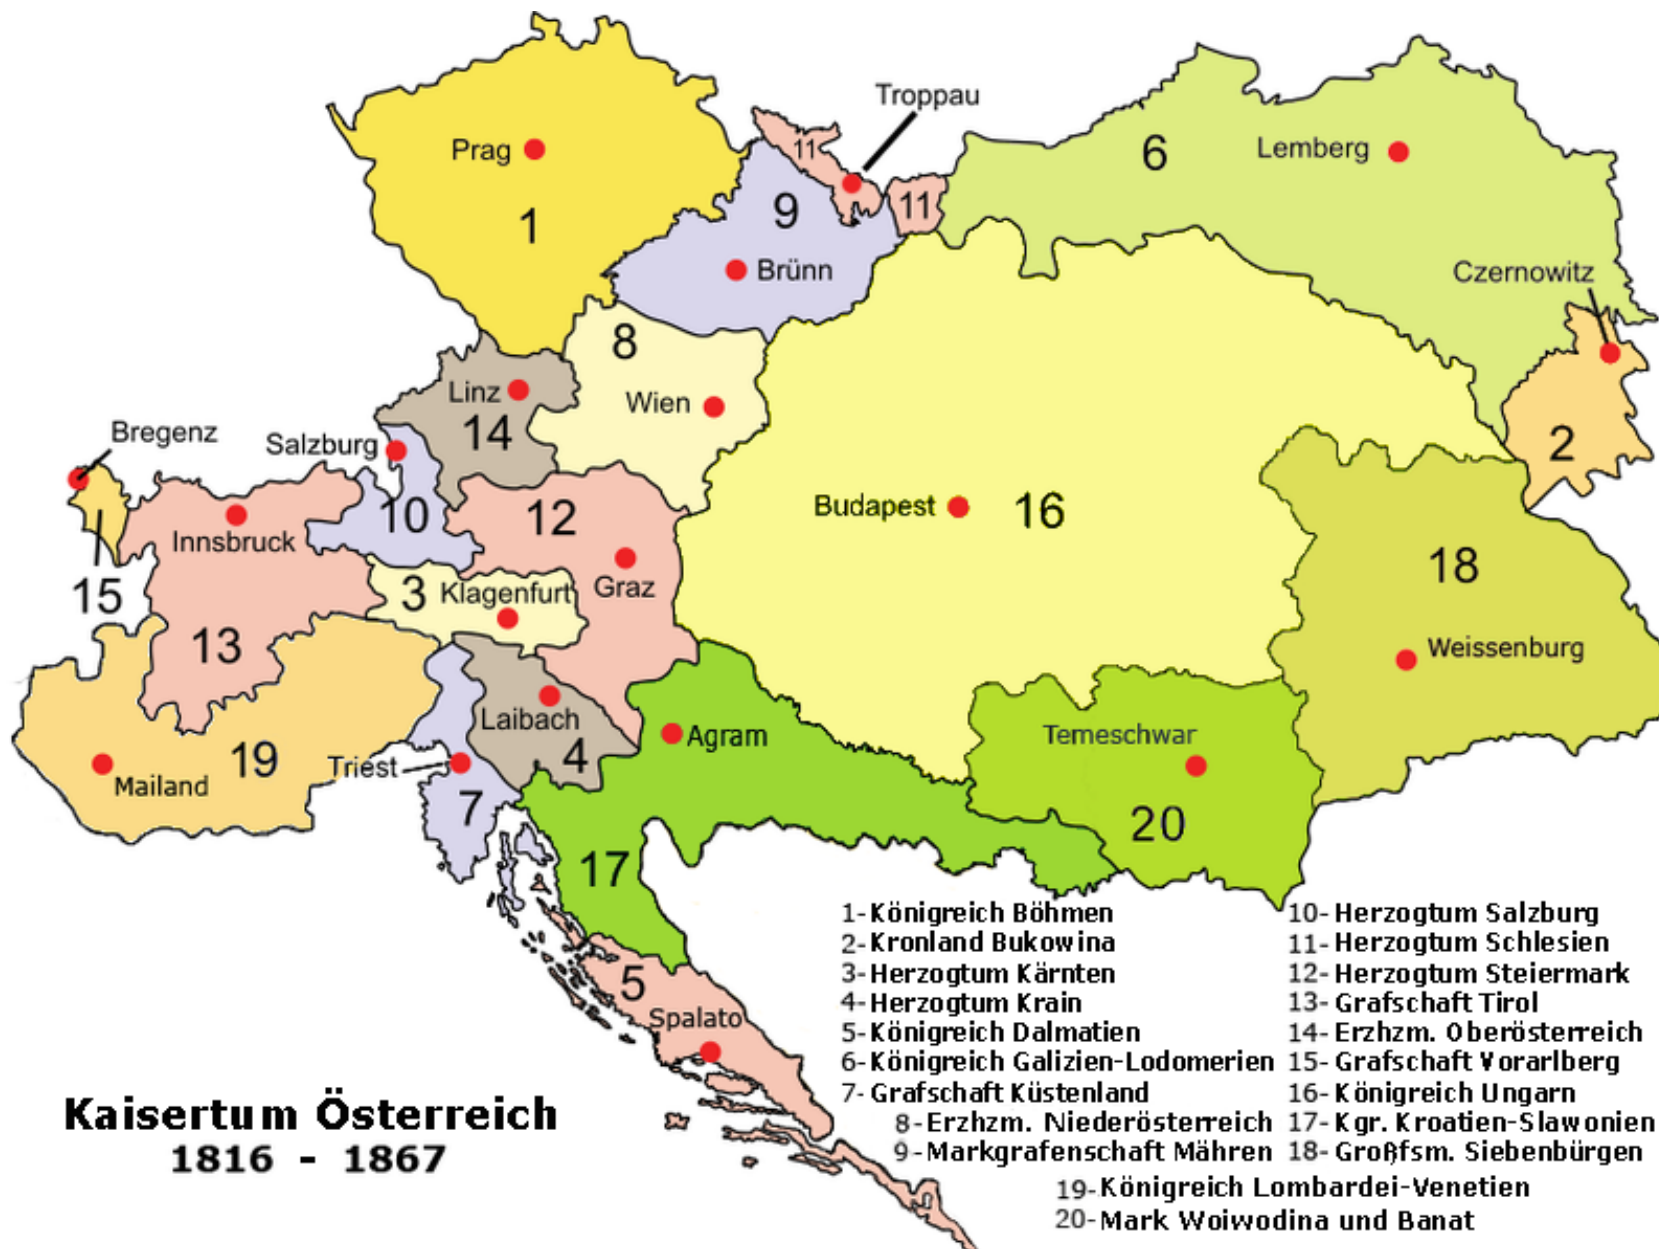 Troppau
Prag
11
6
Lemberg
1
9
11
Brünn
Czernowitz
8
Linz
Wien
14
2
Bregenz
Salzburg
10
12
Budapest
16
Innsbruck
18
15
3
Klagenfurt
Graz
13
Weissenburg
Laibach
Agram
Temeschwar
19
4
Triest
Mailand
7
20
17
5
Spalato
1-Königreich Böhmen
2-Kronland Bukowina
3-Herzogtum Kärnten
4-Herzogtum Krain
5-Königreich Dalmatien
6-Königreich Galizien-Lodomerien
7-Grafschaft Küstenland
8-Erzhzm. Niederösterreich
9-Markgrafenschaft Mähren
10-Herzogtum Salzburg
11-Herzogtum Schlesien
12-Herzogtum Steiermark
13-Grafschaft Tirol
14-Erzhzm. Oberösterreich
15-Grafschaft Vorarlberg
16-Königreich Ungarn
17-Kgr. Kroatien-Slawonien
18-Großfsm. Siebenbürgen
19-Königreich Lombardei-Venetien
20-Mark Woiwodina und Banat
Kaisertum Österreich
1816 - 1867